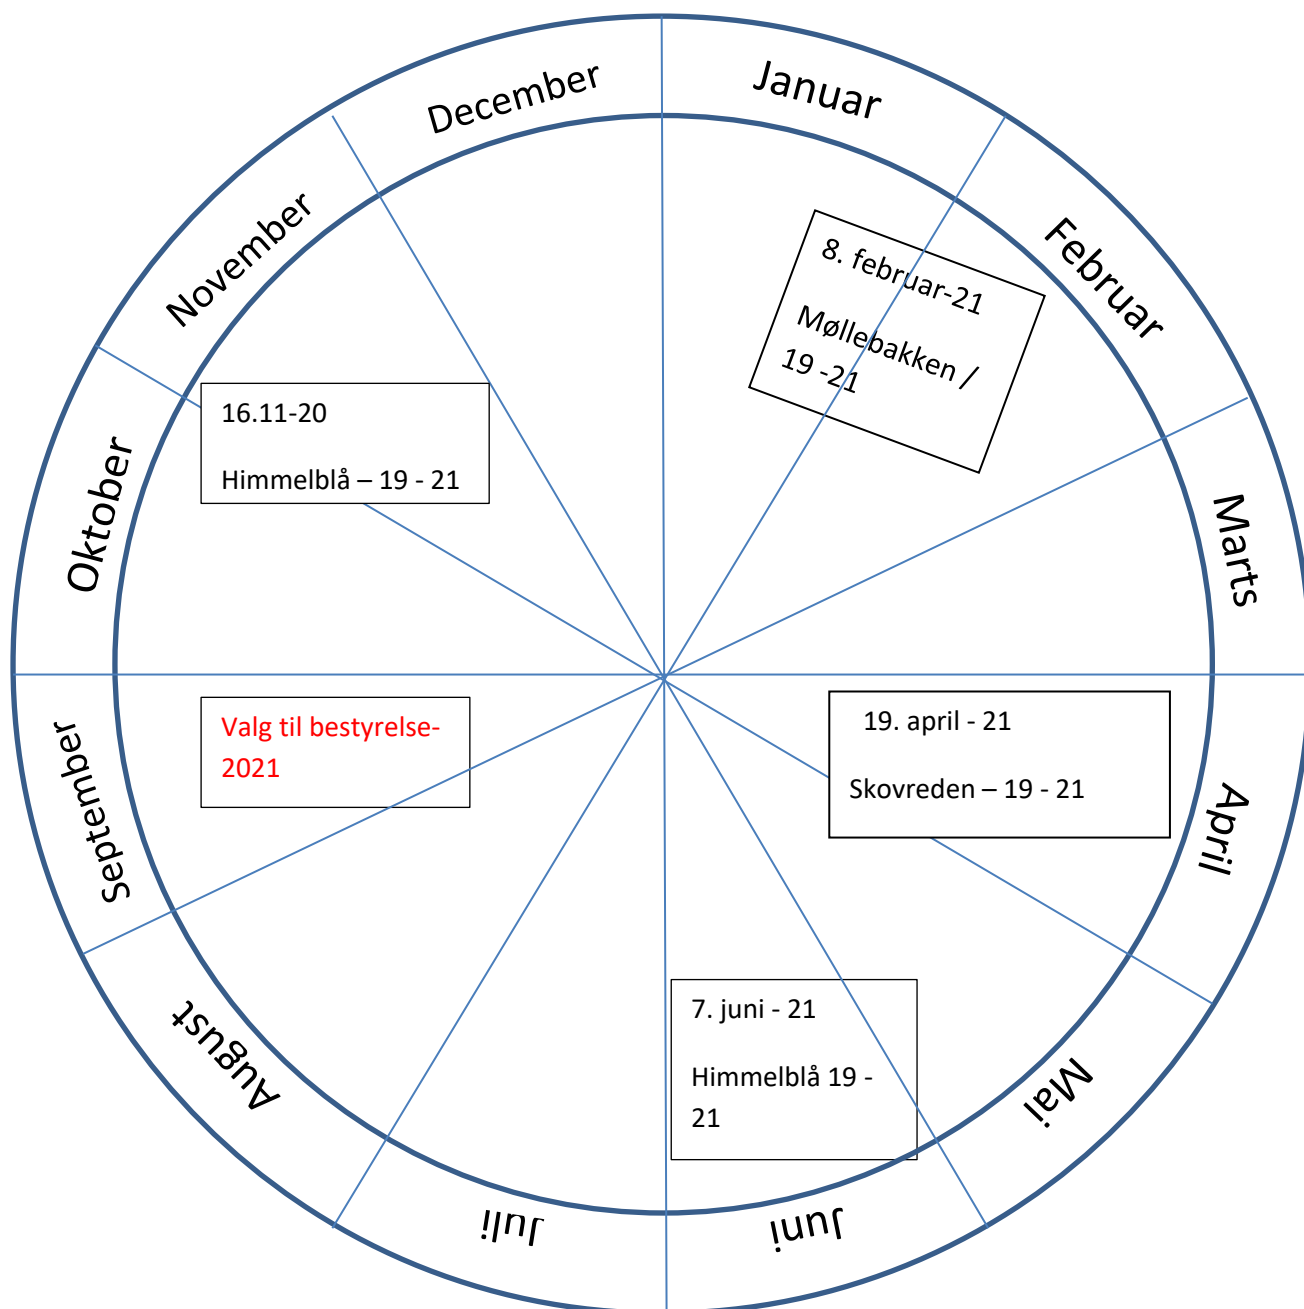 Januar
Februar
Marts
April
Mai
Juni
Juli
August
September
Oktober
November
December
8. februar-21
Møllebakken /
19 -21
19. april - 21
Skovreden – 19 - 21
7. juni - 21
Himmelblå 19 -
21
Valg til bestyrelse-
2021
16.11-20
Himmelblå – 19 - 21